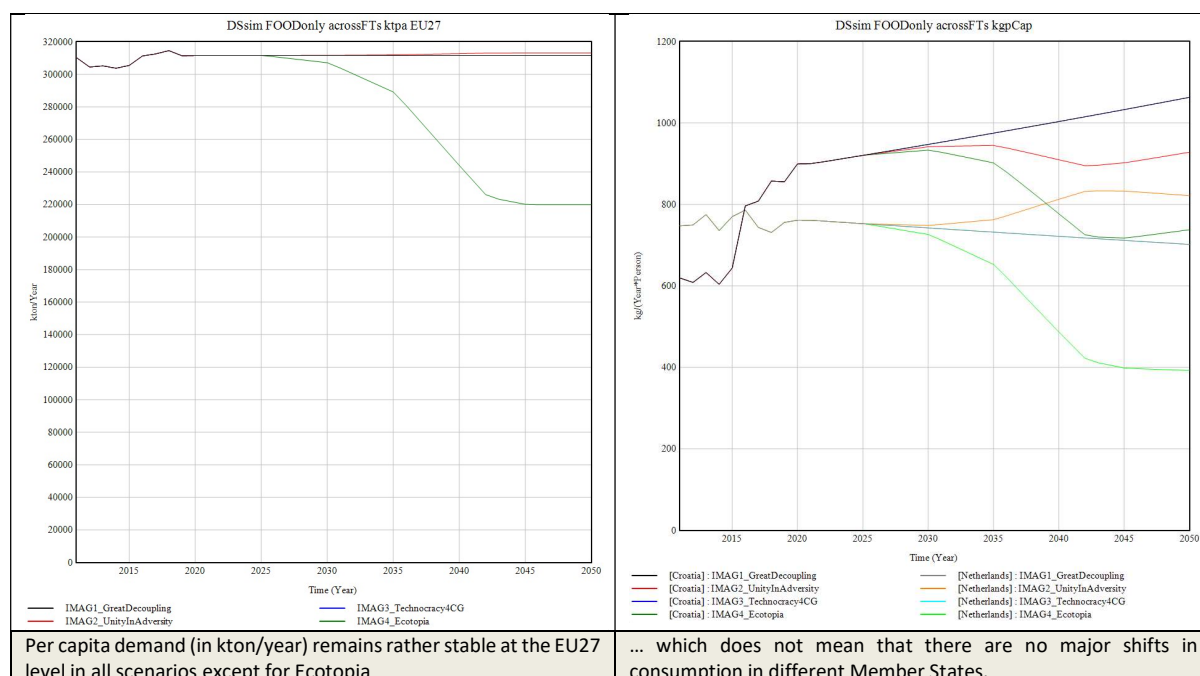 DSsim FOODonly acrossFTs ktpa EU27
320000
300000
280000
260000
240000
220000
200000
180000
160000
140000
120000
100000
80000
60000
40000
20000
0
kton/Year
2015 2020 2025 2030 2035 2040 2045 2050
Time (Year)
IMAG1_GreatDecoupling IMAG3_Technocracy4CG
IMAG2_UnityInAdversity IMAG4_Ecotopia
Per capita demand (in kton/year) remains rather stable at the EU27
level in all scenarios except for Ecotopia
DSsim FOODonly acrossFTs kgpCap
1200
1000
800
600
400
200
0
kg/(Year*Person)
2015 2020 2025 2030 2035 2040 2045 2050
Time (Year)
[Croatia] : IMAG1_GreatDecoupling [Netherlands] : IMAG1_GreatDecoupling
[Croatia] : IMAG2_UnityInAdversity [Netherlands] : IMAG2_UnityInAdversity
[Croatia] : IMAG3_Technocracy4CG [Netherlands] : IMAG3_Technocracy4CG
[Croatia] : IMAG4_Ecotopia [Netherlands] : IMAG4_Ecotopia
... which does not mean that there are no major shifts in
consumption in different Member States.